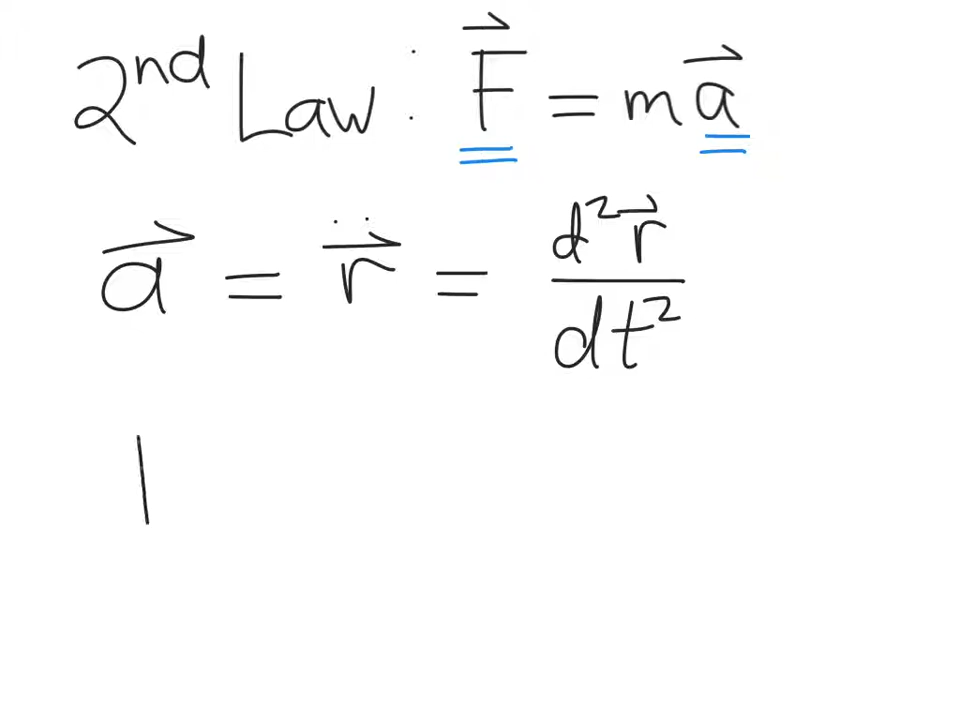 2nd Law: F⃗ = ma⃗
a⃗ = r̈⃗ = d²r⃗/dt²